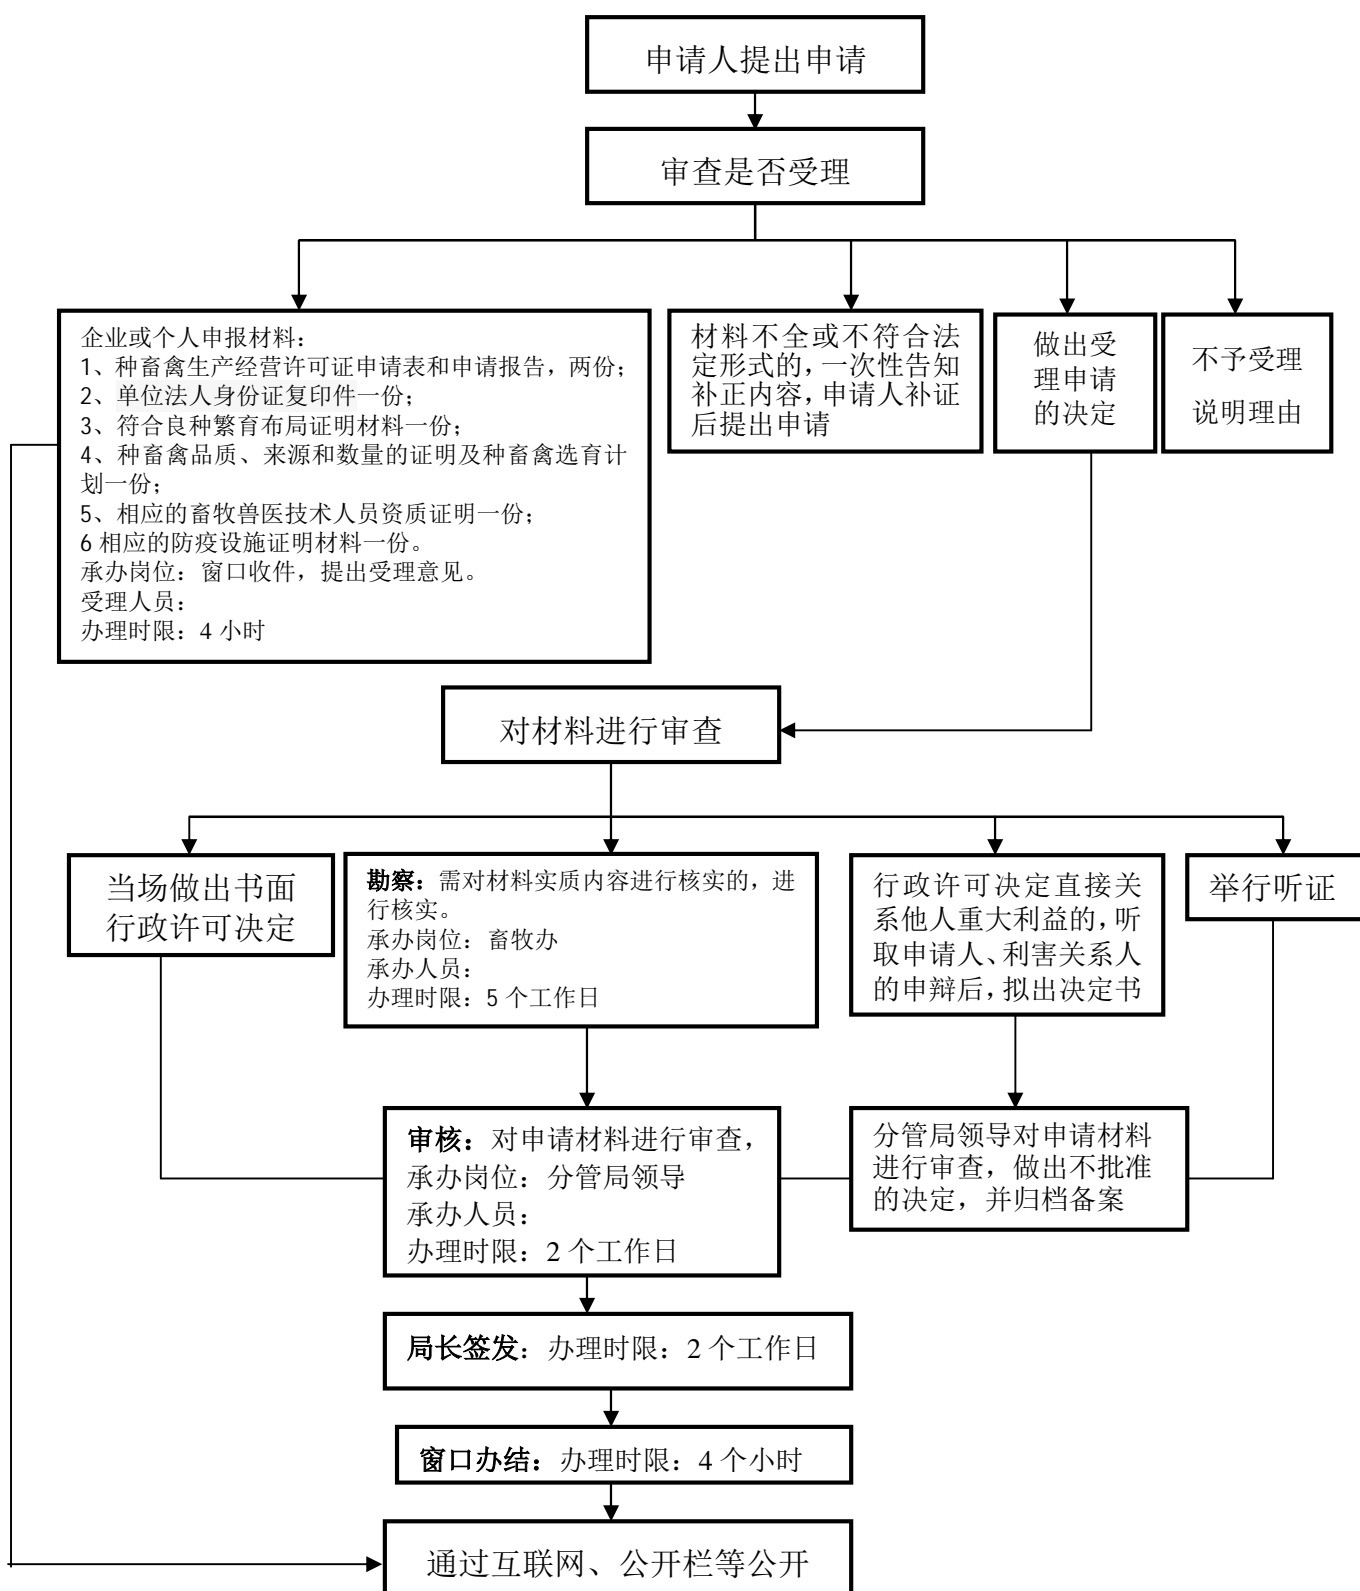 申请人提出申请
审查是否受理
企业或个人申报材料：
1、种畜禽生产经营许可证申请表和申请报告，两份；
2、单位法人身份证复印件一份；
3、符合良种繁育布局证明材料一份；
4、种畜禽品质、来源和数量的证明及种畜禽选育计
划一份；
5、相应的畜牧兽医技术人员资质证明一份；
6 相应的防疫设施证明材料一份。
承办岗位：窗口收件，提出受理意见。
受理人员：
办理时限：4 小时
材料不全或不符合法
定形式的，一次性告知
补正内容，申请人补证
后提出申请
做出受
理申请
的决定
不予受理
说明理由
对材料进行审查
当场做出书面
行政许可决定
勘察：需对材料实质内容进行核实的，进
行核实。
承办岗位：畜牧办
承办人员：
办理时限：5 个工作日
行政许可决定直接关
系他人重大利益的，听
取申请人、利害关系人
的申辩后，拟出决定书
举行听证
审核：对申请材料进行审查，
承办岗位：分管局领导
承办人员：
办理时限：2 个工作日
分管局领导对申请材料
进行审查，做出不批准
的决定，并归档备案
局长签发：办理时限：2 个工作日
窗口办结：办理时限：4 个小时
通过互联网、公开栏等公开